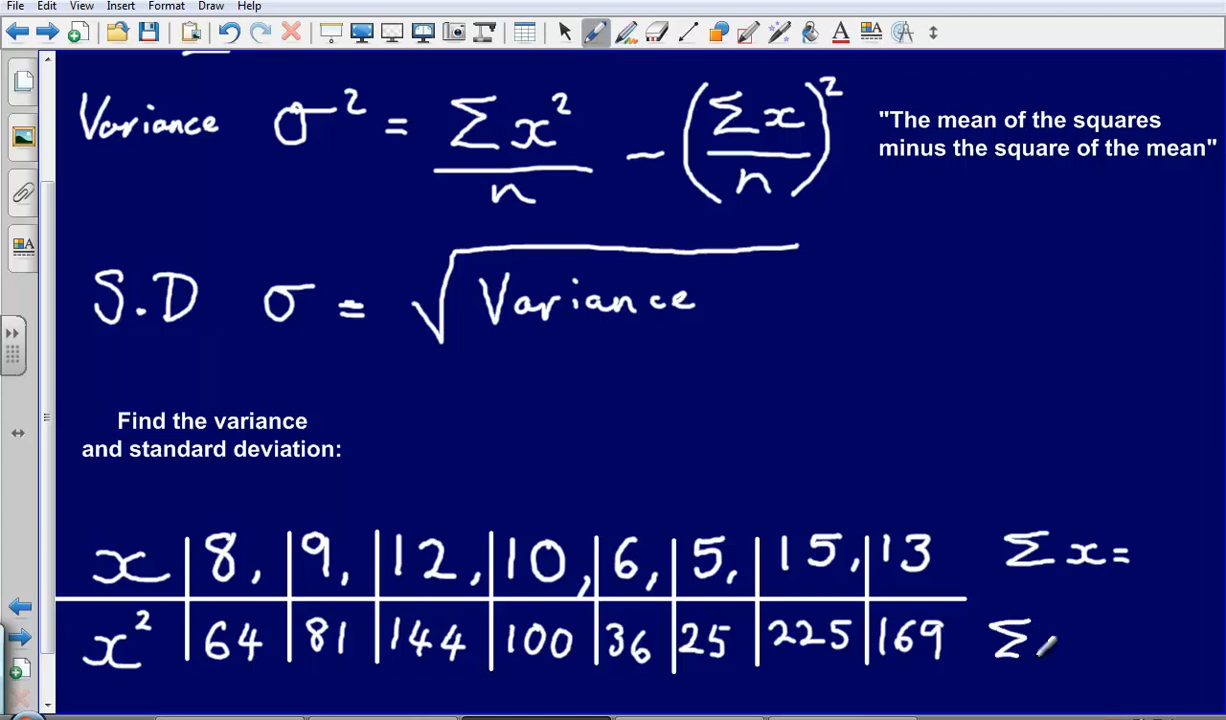 File Edit View Insert Format Draw Help
Variance σ² = Σx²/n − (Σx/n)²
"The mean of the squares
minus the square of the mean"
S.D σ = √Variance
Find the variance
and standard deviation:
x | 8, | 9, | 12, | 10, | 6, | 5, | 15, | 13 Σx =
x² | 64 | 81 | 144 | 100 | 36 | 25 | 225 | 169 Σ